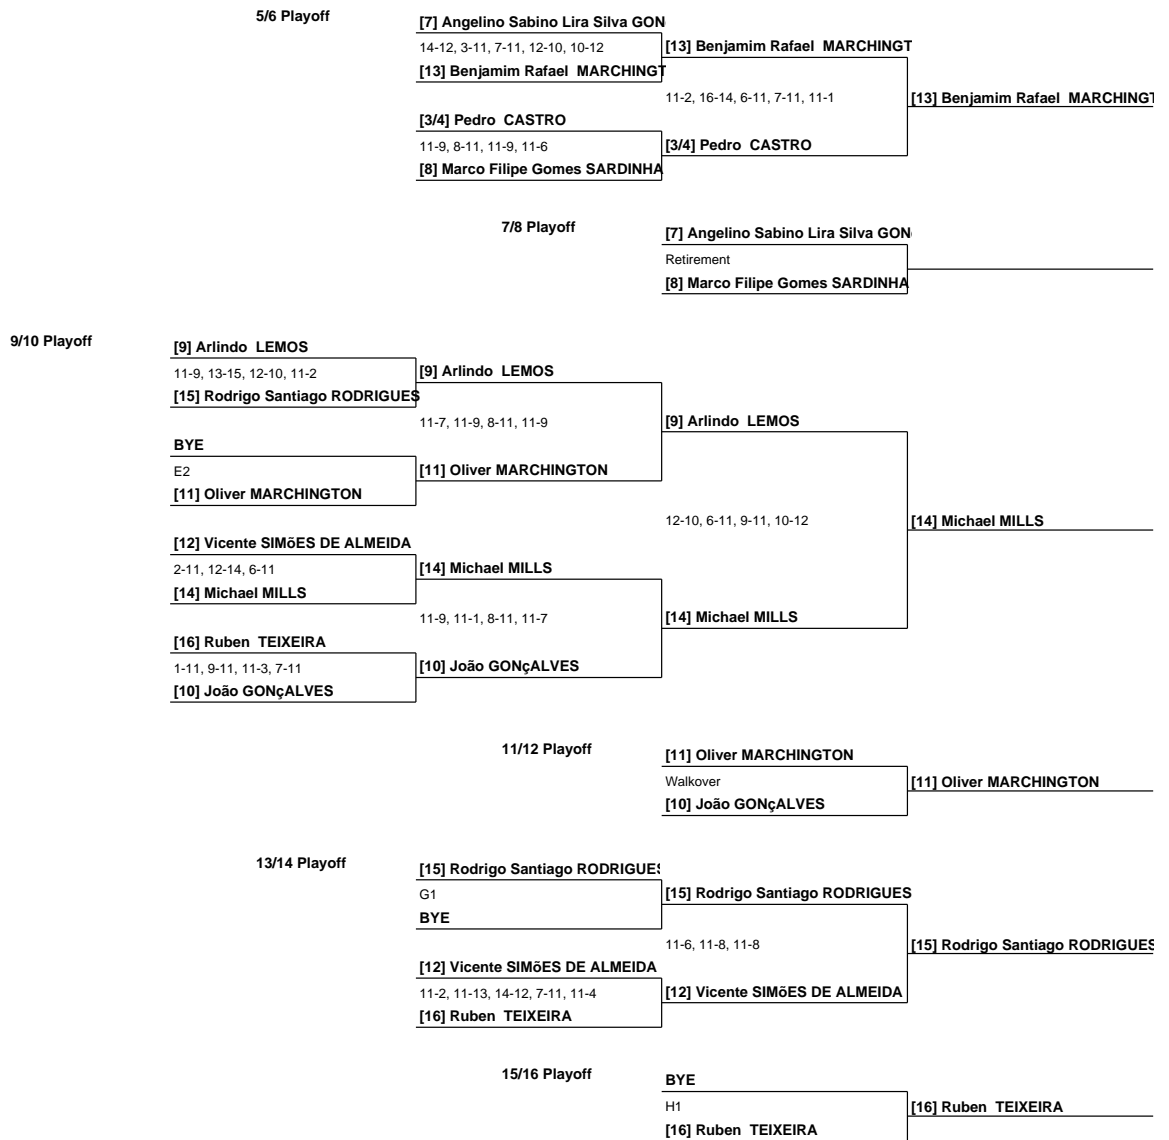 5/6 Playoff
[7] Angelino Sabino Lira Silva GON
14-12, 3-11, 7-11, 12-10, 10-12
[13] Benjamim Rafael MARCHINGT
[13] Benjamim Rafael MARCHINGT
11-2, 16-14, 6-11, 7-11, 11-1
[13] Benjamim Rafael MARCHINGT
[3/4] Pedro CASTRO
11-9, 8-11, 11-9, 11-6
[3/4] Pedro CASTRO
[8] Marco Filipe Gomes SARDINHA
7/8 Playoff
[7] Angelino Sabino Lira Silva GON
Retirement
[8] Marco Filipe Gomes SARDINHA
9/10 Playoff
[9] Arlindo LEMOS
11-9, 13-15, 12-10, 11-2
[9] Arlindo LEMOS
[15] Rodrigo Santiago RODRIGUES
11-7, 11-9, 8-11, 11-9
[9] Arlindo LEMOS
BYE
E2
[11] Oliver MARCHINGTON
[11] Oliver MARCHINGTON
12-10, 6-11, 9-11, 10-12
[14] Michael MILLS
[12] Vicente SIMõES DE ALMEIDA
2-11, 12-14, 6-11
[14] Michael MILLS
[14] Michael MILLS
11-9, 11-1, 8-11, 11-7
[14] Michael MILLS
[16] Ruben TEIXEIRA
1-11, 9-11, 11-3, 7-11
[10] João GONçALVES
[10] João GONçALVES
11/12 Playoff
[11] Oliver MARCHINGTON
Walkover
[11] Oliver MARCHINGTON
[10] João GONçALVES
13/14 Playoff
[15] Rodrigo Santiago RODRIGUES
G1
[15] Rodrigo Santiago RODRIGUES
BYE
11-6, 11-8, 11-8
[15] Rodrigo Santiago RODRIGUES
[12] Vicente SIMõES DE ALMEIDA
11-2, 11-13, 14-12, 7-11, 11-4
[12] Vicente SIMõES DE ALMEIDA
[16] Ruben TEIXEIRA
15/16 Playoff
BYE
H1
[16] Ruben TEIXEIRA
[16] Ruben TEIXEIRA